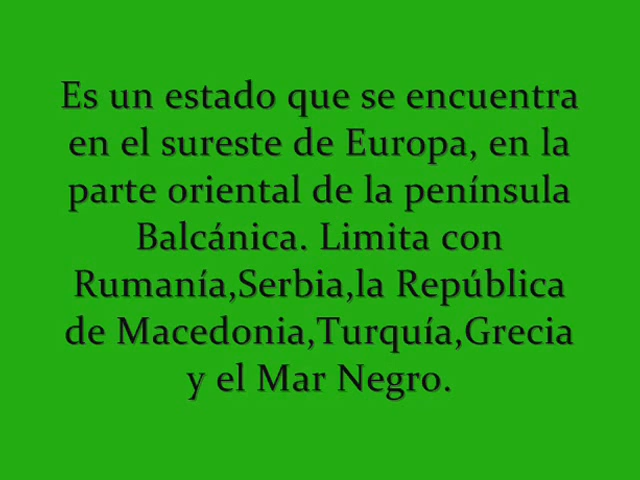 Es un estado que se encuentra
en el sureste de Europa, en la
parte oriental de la península
Balcánica. Limita con
Rumanía,Serbia,la República
de Macedonia,Turquía,Grecia
y el Mar Negro.